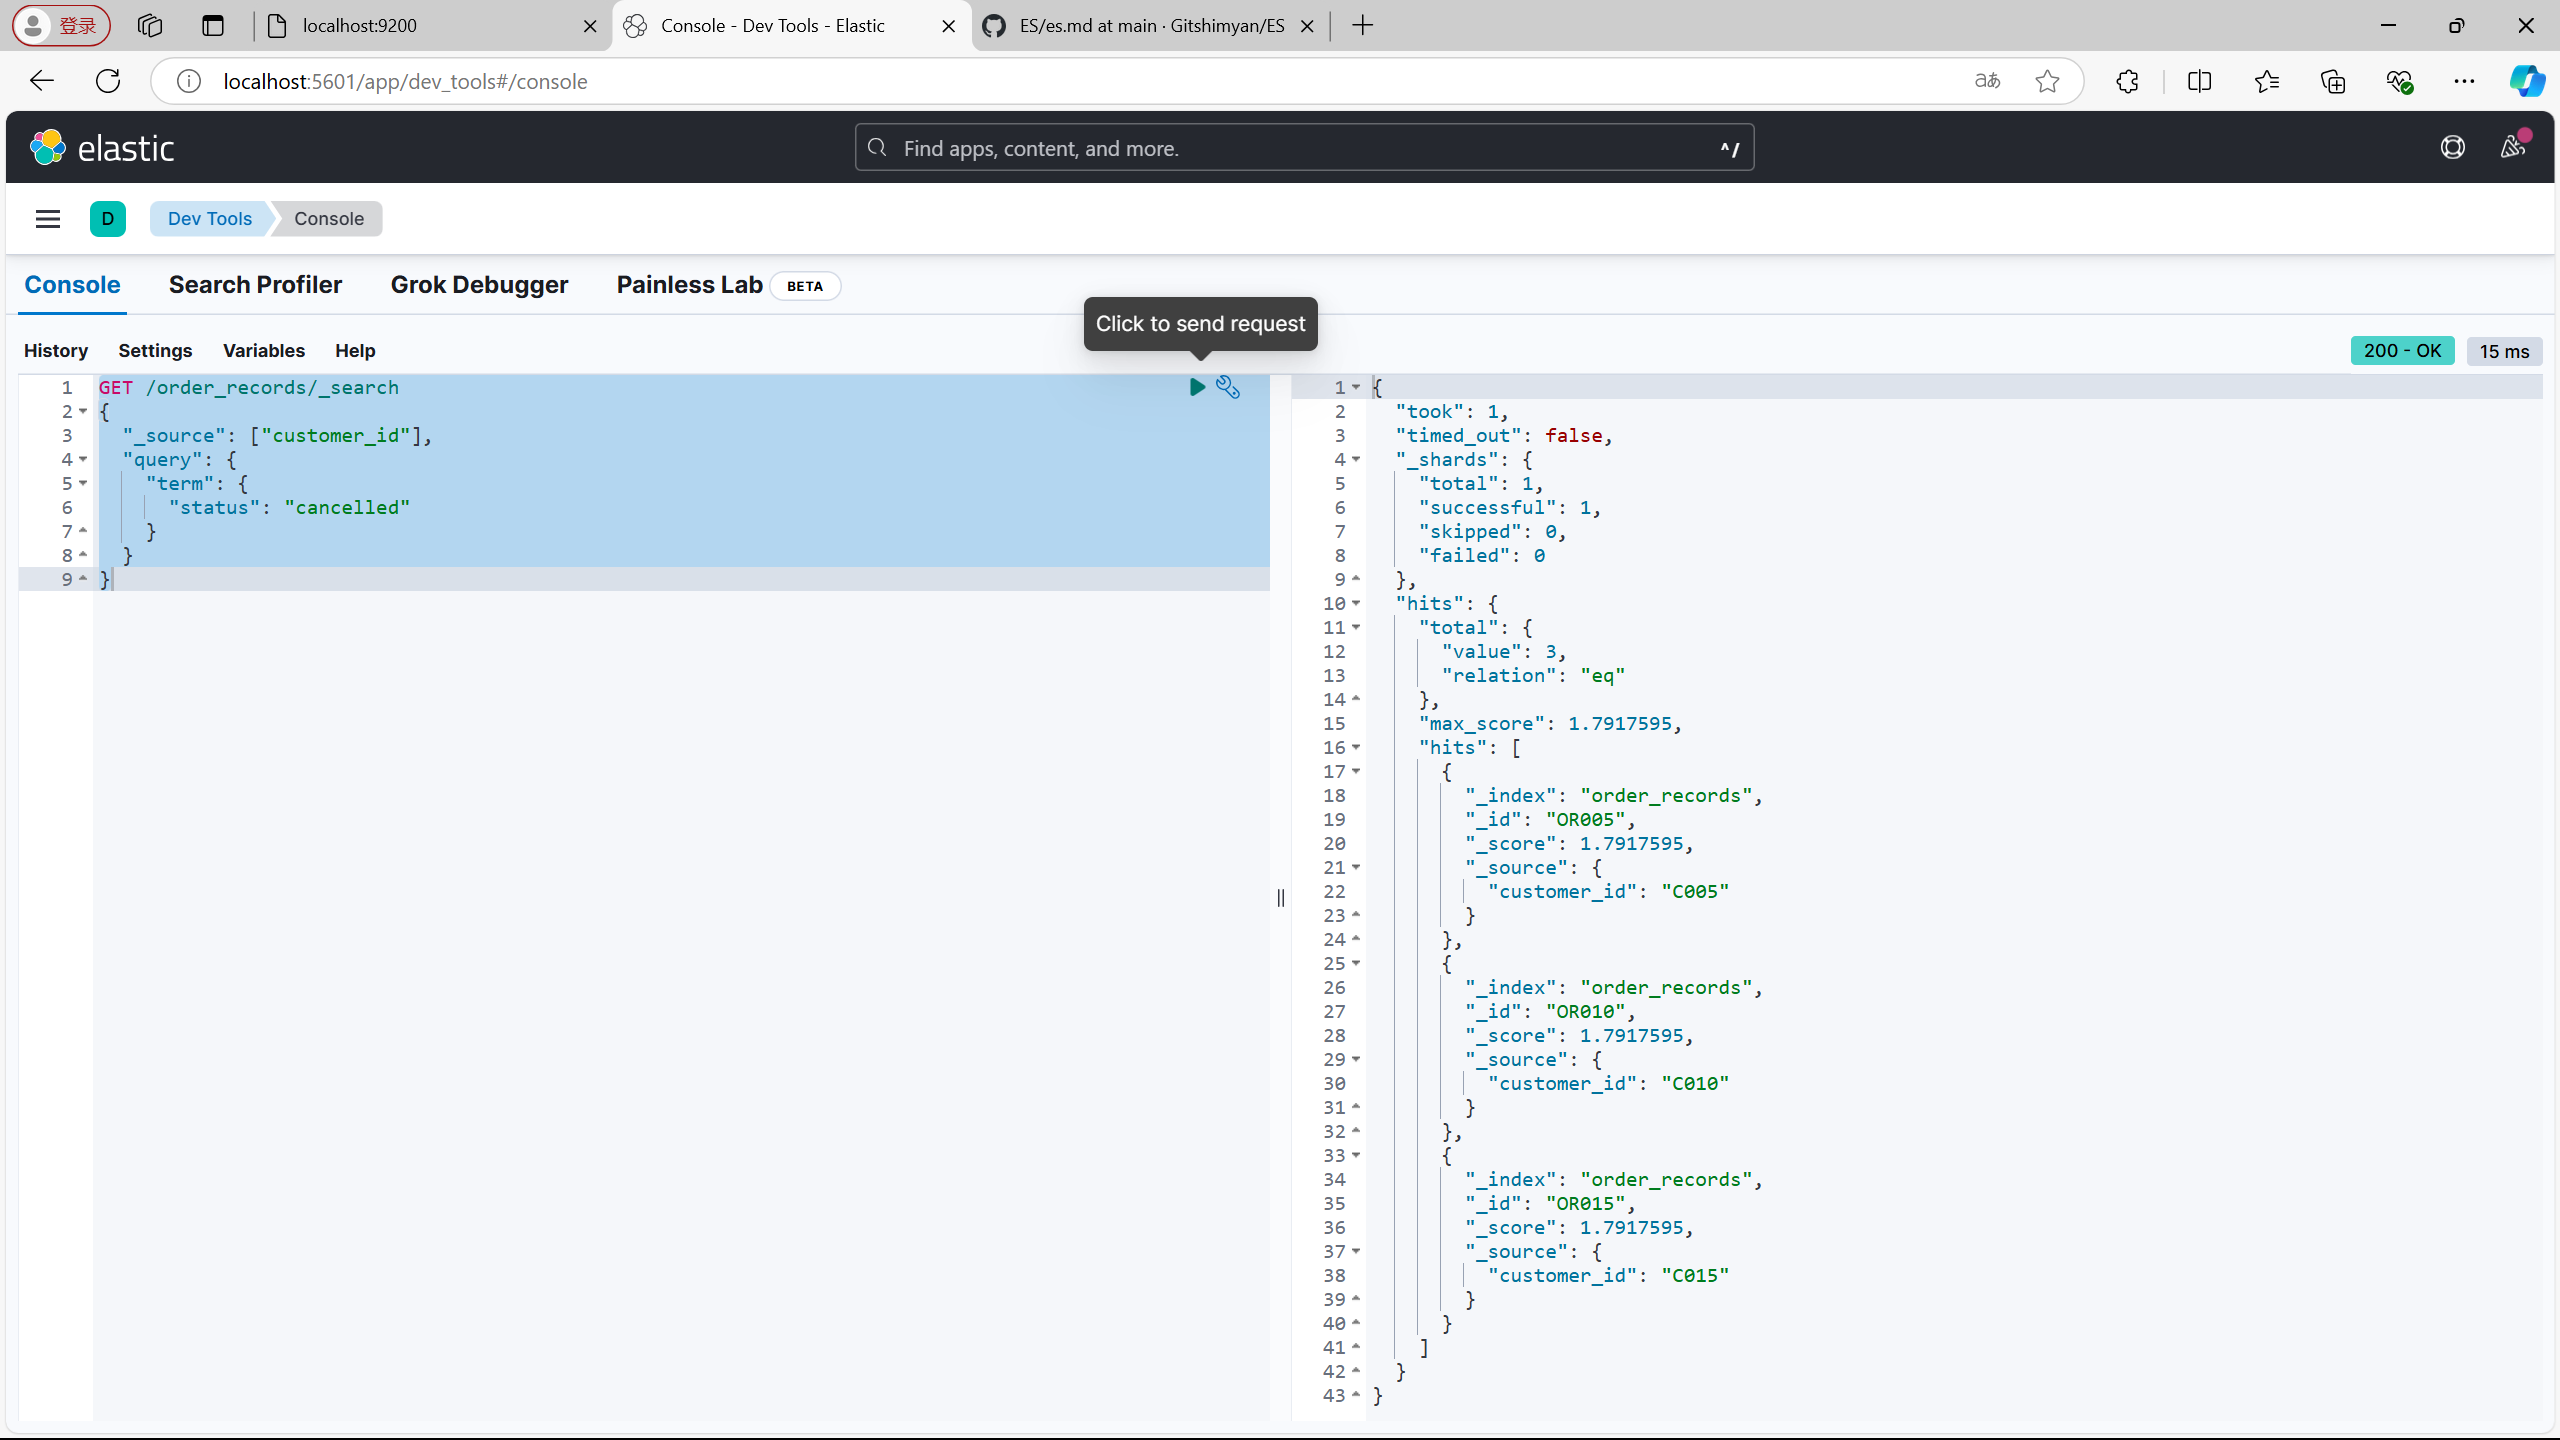 登录
localhost:9200
Console - Dev Tools - Elastic
ES/es.md at main · Gitshimyan/ES
localhost:5601/app/dev_tools#/console
aあ
elastic
Find apps, content, and more.
^/
D
Dev Tools
Console
Console
Search Profiler
Grok Debugger
Painless Lab
BETA
Click to send request
History
Settings
Variables
Help
200 - OK
15 ms
1 GET /order_records/_search
2 {
3   "_source": ["customer_id"],
4   "query": {
5     "term": {
6       "status": "cancelled"
7     }
8   }
9 }
1 {
2   "took": 1,
3   "timed_out": false,
4   "_shards": {
5     "total": 1,
6     "successful": 1,
7     "skipped": 0,
8     "failed": 0
9   },
10   "hits": {
11     "total": {
12       "value": 3,
13       "relation": "eq"
14     },
15     "max_score": 1.7917595,
16     "hits": [
17       {
18         "_index": "order_records",
19         "_id": "OR005",
20         "_score": 1.7917595,
21         "_source": {
22           "customer_id": "C005"
23         }
24       },
25       {
26         "_index": "order_records",
27         "_id": "OR010",
28         "_score": 1.7917595,
29         "_source": {
30           "customer_id": "C010"
31         }
32       },
33       {
34         "_index": "order_records",
35         "_id": "OR015",
36         "_score": 1.7917595,
37         "_source": {
38           "customer_id": "C015"
39         }
40       }
41     ]
42   }
43 }